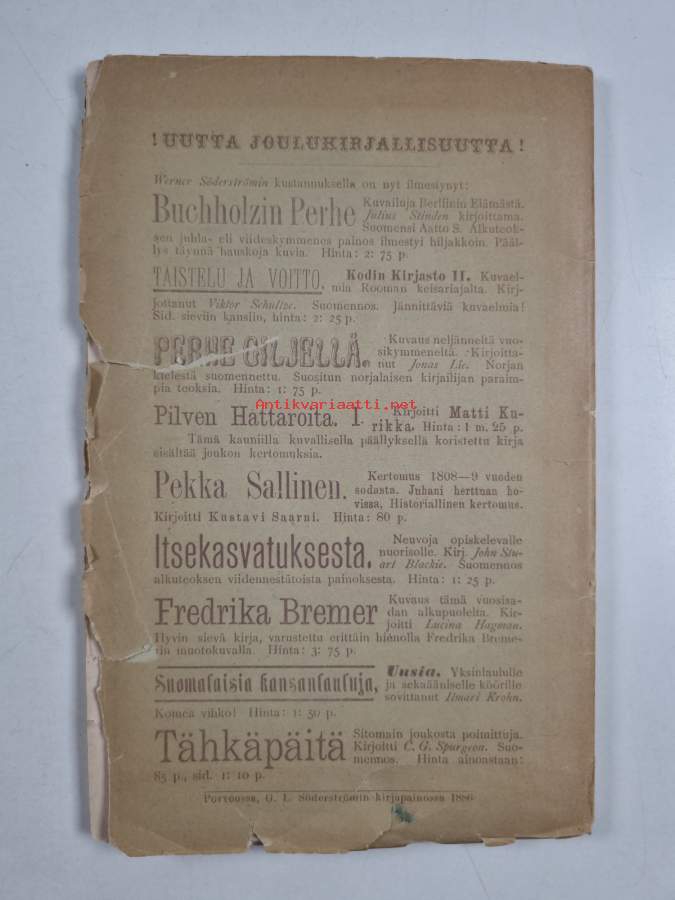 ! UUTTA JOULUKIRJALLISUUTTA !
Werner Söderströmin kustannuksella on nyt ilmestynyt:
Buchholzin Perhe Kuvailuja Berliinin Elämästä.
Julius Stinden kirjoittama.
Suomensi Aatto S. Alkuteok-
sen juhla- eli viideskymmenes painos ilmestyi hiljakkoin. Pääl-
lys täynnä hauskoja kuvia. Hinta: 2: 75 p.
TAISTELU JA VOITTO. Kodin Kirjasto II. Kuvael-
mia Rooman keisariajalta. Kir-
jottanut Viktor Schultze. Suomennos. Jännittäviä kuvaelmia!
Sid. sieviin kansiin, hinta: 2: 25 p.
PERHE GILJELLÄ. Kuvaus neljänneltä vuo-
sikymmeneltä. Kirjoitta-
nut Jonas Lie. Norjan
kielestä suomennettu. Suositun norjalaisen kirjailijan paraim-
pia teoksia. Hinta: 1: 75 p.
Antikvariaatti.net
Pilven Hattaroita. I. Kirjoitti Matti Ku-
rikka. Hinta: 1 m. 25 p.
Tämä kauniilla kuvallisella päällyksellä koristettu kirja
sisältää joukon kertomuksia.
Pekka Sallinen. Kertomus 1808—9 vuoden
sodasta. Juhani herttuan ho-
vissa, Historiallinen kertomus.
Kirjoitti Kustavi Saarni. Hinta: 80 p.
Itsekasvatuksesta. Neuvoja opiskelevalle
nuorisolle. Kirj. John Stu-
art Blackie. Suomennos
alkuteoksen viidennestätoista painoksesta. Hinta: 1: 25 p.
Fredrika Bremer Kuvaus tämä vuosisa-
dan alkupuolelta. Kir-
joitti Lucina Hagman.
Hyvin sievä kirja, varustettu erittäin hienolla Fredrika Breme-
rin muotokuvalla. Hinta: 3: 75 p.
Suomalaisia kansanlauluja, Uusia. Yksinlaululle
ja sekaääniselle köörille
sovittanut Ilmari Krohn.
Komea vihko! Hinta: 1: 50 p.
Tähkäpäitä Sitomain joukosta poimittuja.
Kirjoitti C. G. Spurgeon. Suo-
mennos. Hinta ainoastaan:
85 p., sid. 1: 10 p.
Porvoossa, G. L. Söderströmin kirjapainossa 1886